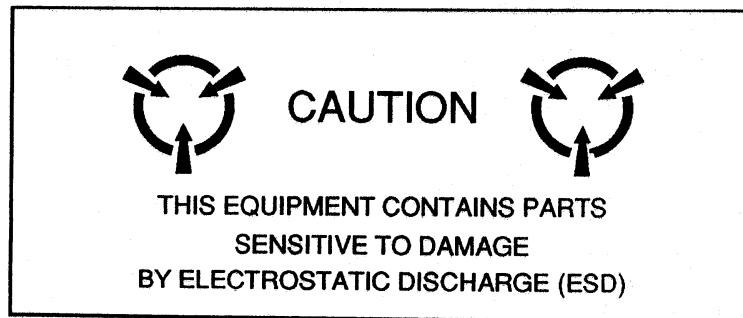 CAUTION
THIS EQUIPMENT CONTAINS PARTS
SENSITIVE TO DAMAGE
BY ELECTROSTATIC DISCHARGE (ESD)